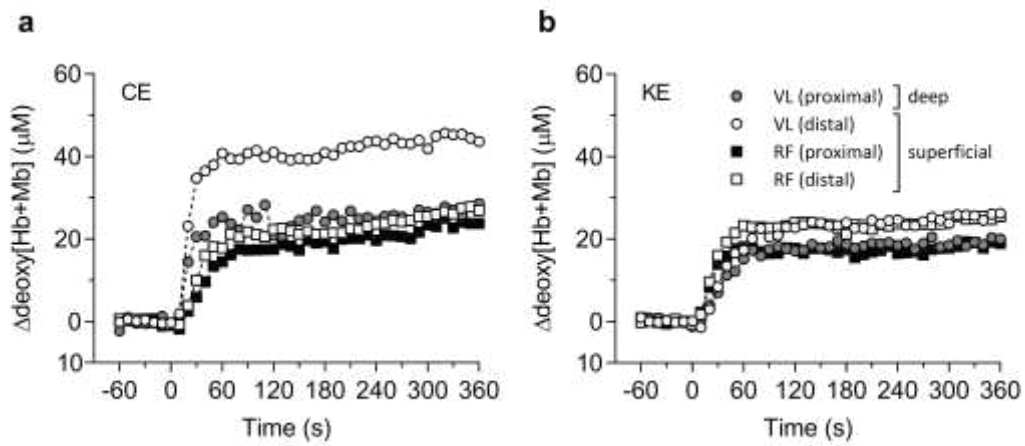 a
b
CE
KE
VL (proximal) deep
VL (distal)
RF (proximal) superficial
RF (distal)
Δdeoxy[Hb+Mb] (μM)
60
40
20
0
10
-60 0 60 120 180 240 300 360
Time (s)
Δdeoxy[Hb+Mb] (μM)
60
40
20
0
10
-60 0 60 120 180 240 300 360
Time (s)